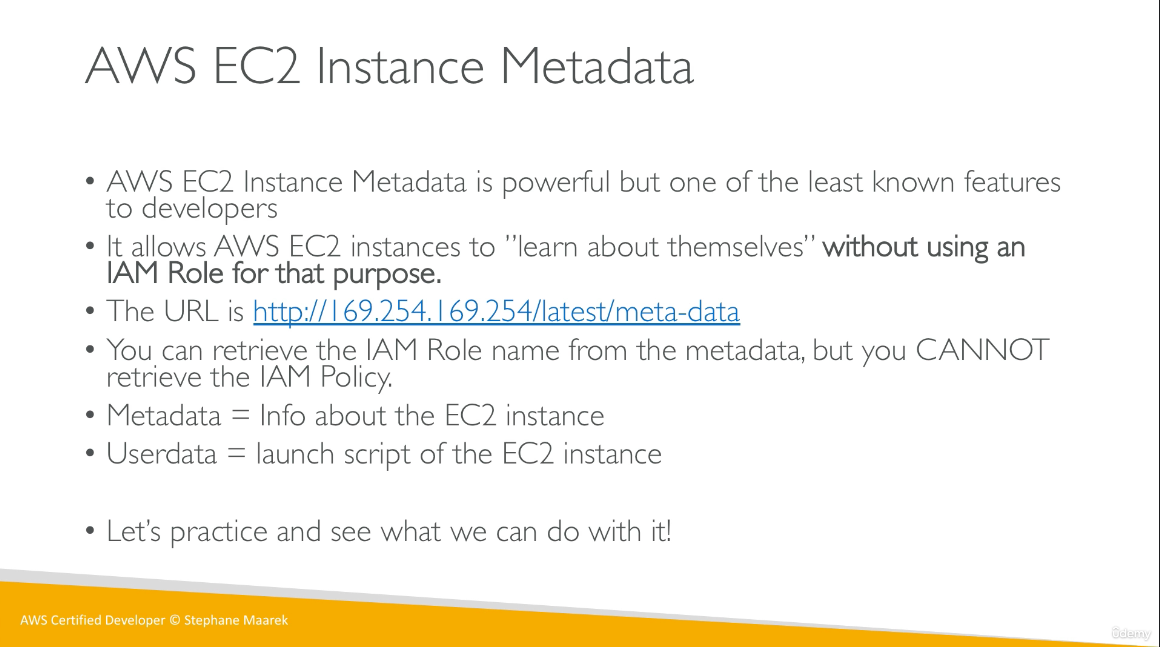 AWS EC2 Instance Metadata
• AWS EC2 Instance Metadata is powerful but one of the least known features
to developers
• It allows AWS EC2 instances to ”learn about themselves” without using an
IAM Role for that purpose.
• The URL is http://169.254.169.254/latest/meta-data
• You can retrieve the IAM Role name from the metadata, but you CANNOT
retrieve the IAM Policy.
• Metadata = Info about the EC2 instance
• Userdata = launch script of the EC2 instance
• Let’s practice and see what we can do with it!
AWS Certified Developer © Stephane Maarek
ûdemy